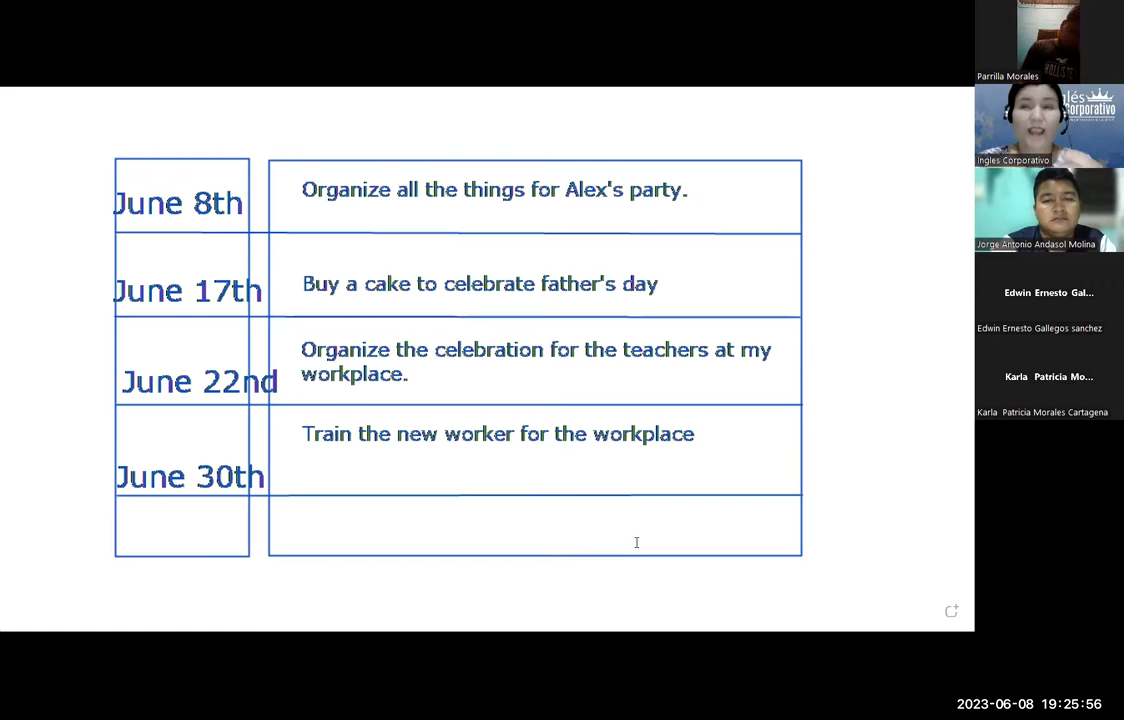 June 8th
Organize all the things for Alex's party.
June 17th
Buy a cake to celebrate father's day
June 22nd
Organize the celebration for the teachers at my
workplace.
June 30th
Train the new worker for the workplace
Parrilla Morales
HOLLISTER
glés
Corporativo
Ingles Corporativo
Jorge Antonio Andasol Molina
Edwin Ernesto Gal...
Edwin Ernesto Gallegos sanchez
Karla Patricia Mo...
Karla Patricia Morales Cartagena
2023-06-08 19:25:56